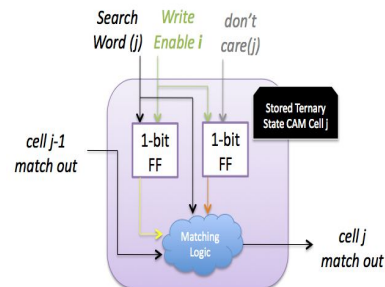 Search
Word (j)
Write
Enable i
don't
care(j)
Stored Ternary
State CAM Cell j
1-bit
FF
1-bit
FF
cell j-1
match out
Matching
Logic
cell j
match out